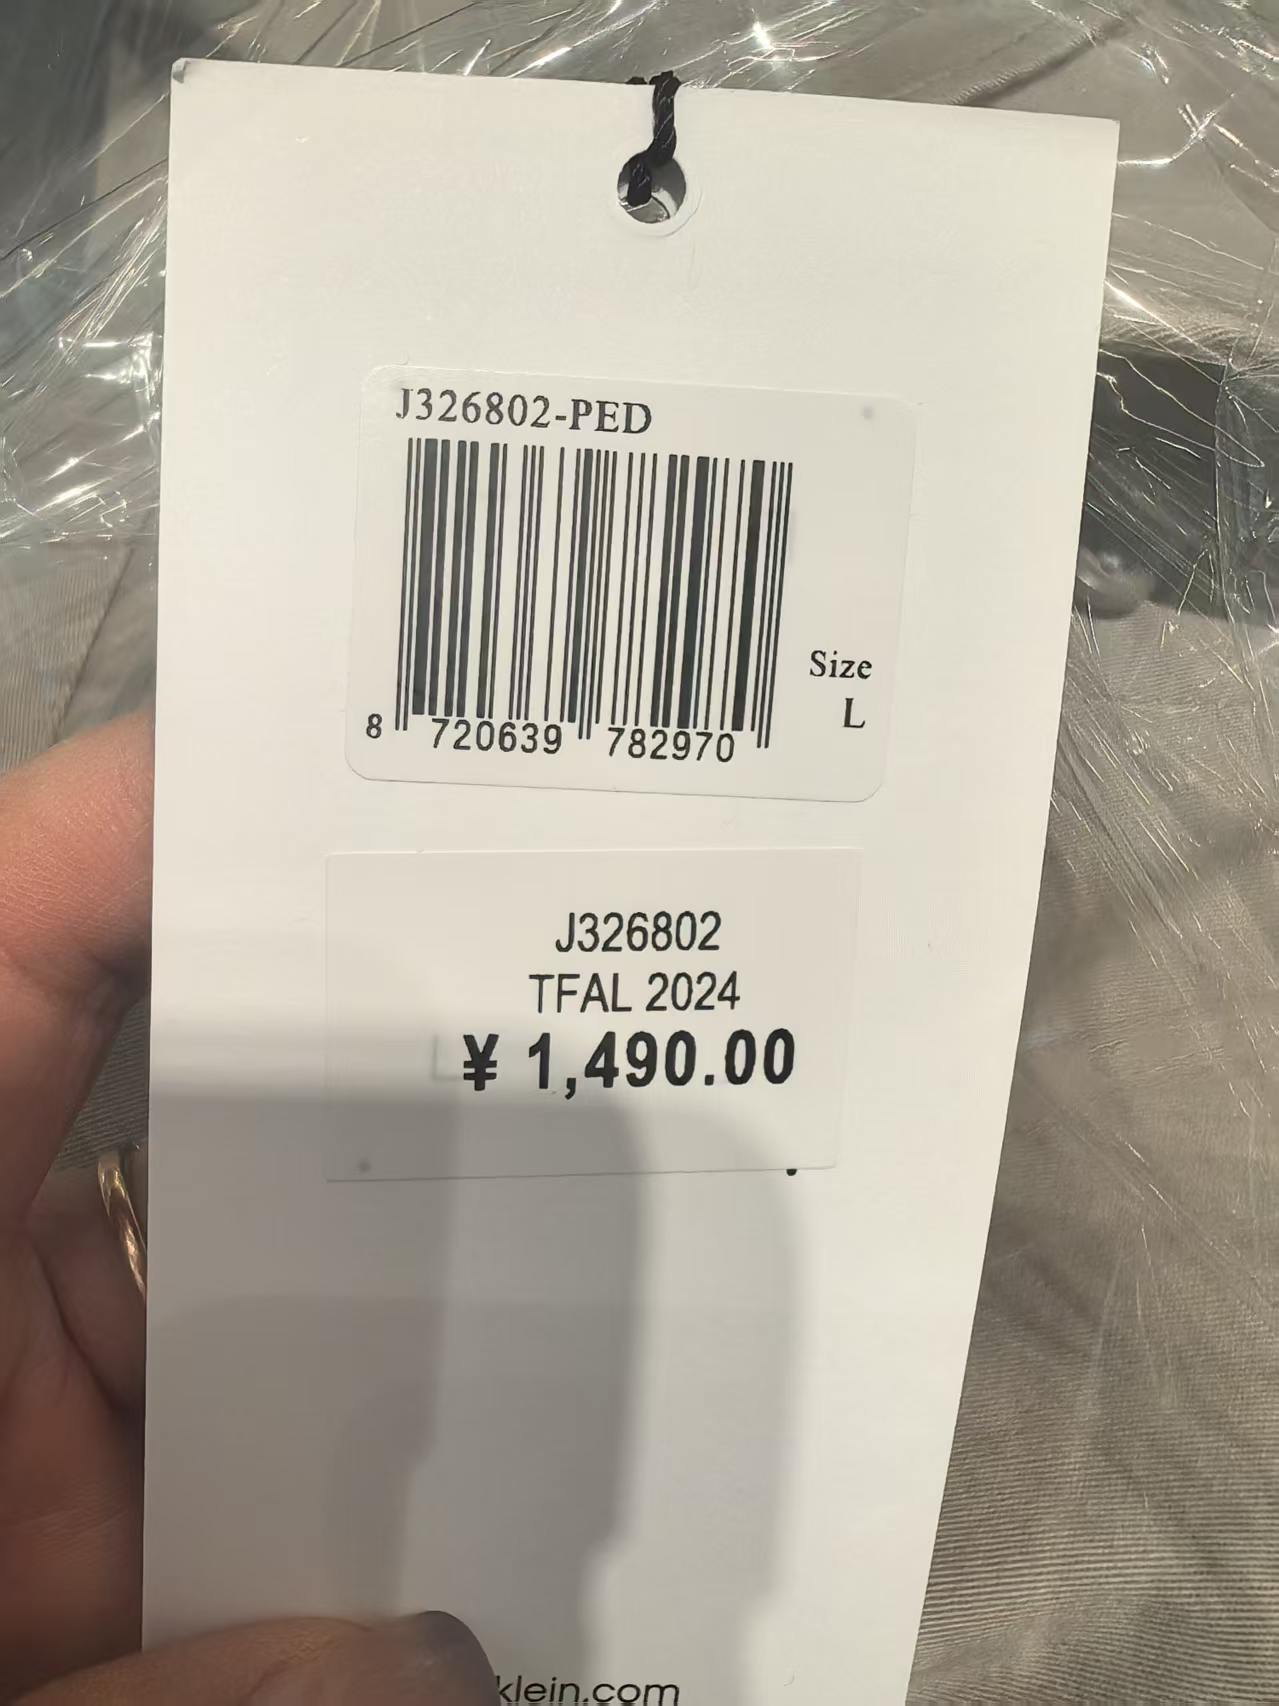 J326802-PED
Size
L
8 720639 782970
J326802
TFAL 2024
¥ 1,490.00
klein.com